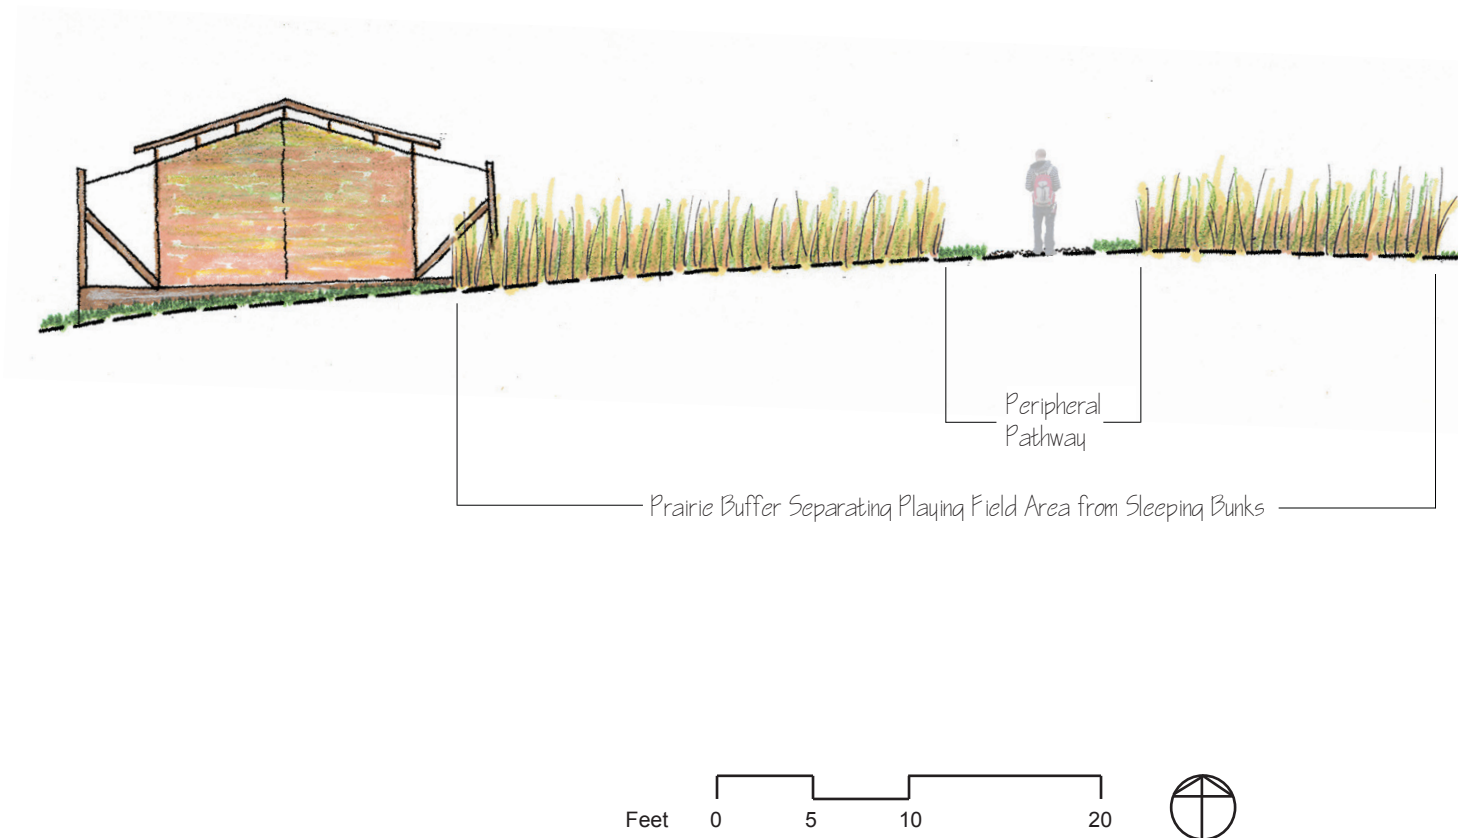 Peripheral
Pathway
Prairie Buffer Separating Playing Field Area from Sleeping Bunks
Feet 0 5 10 20